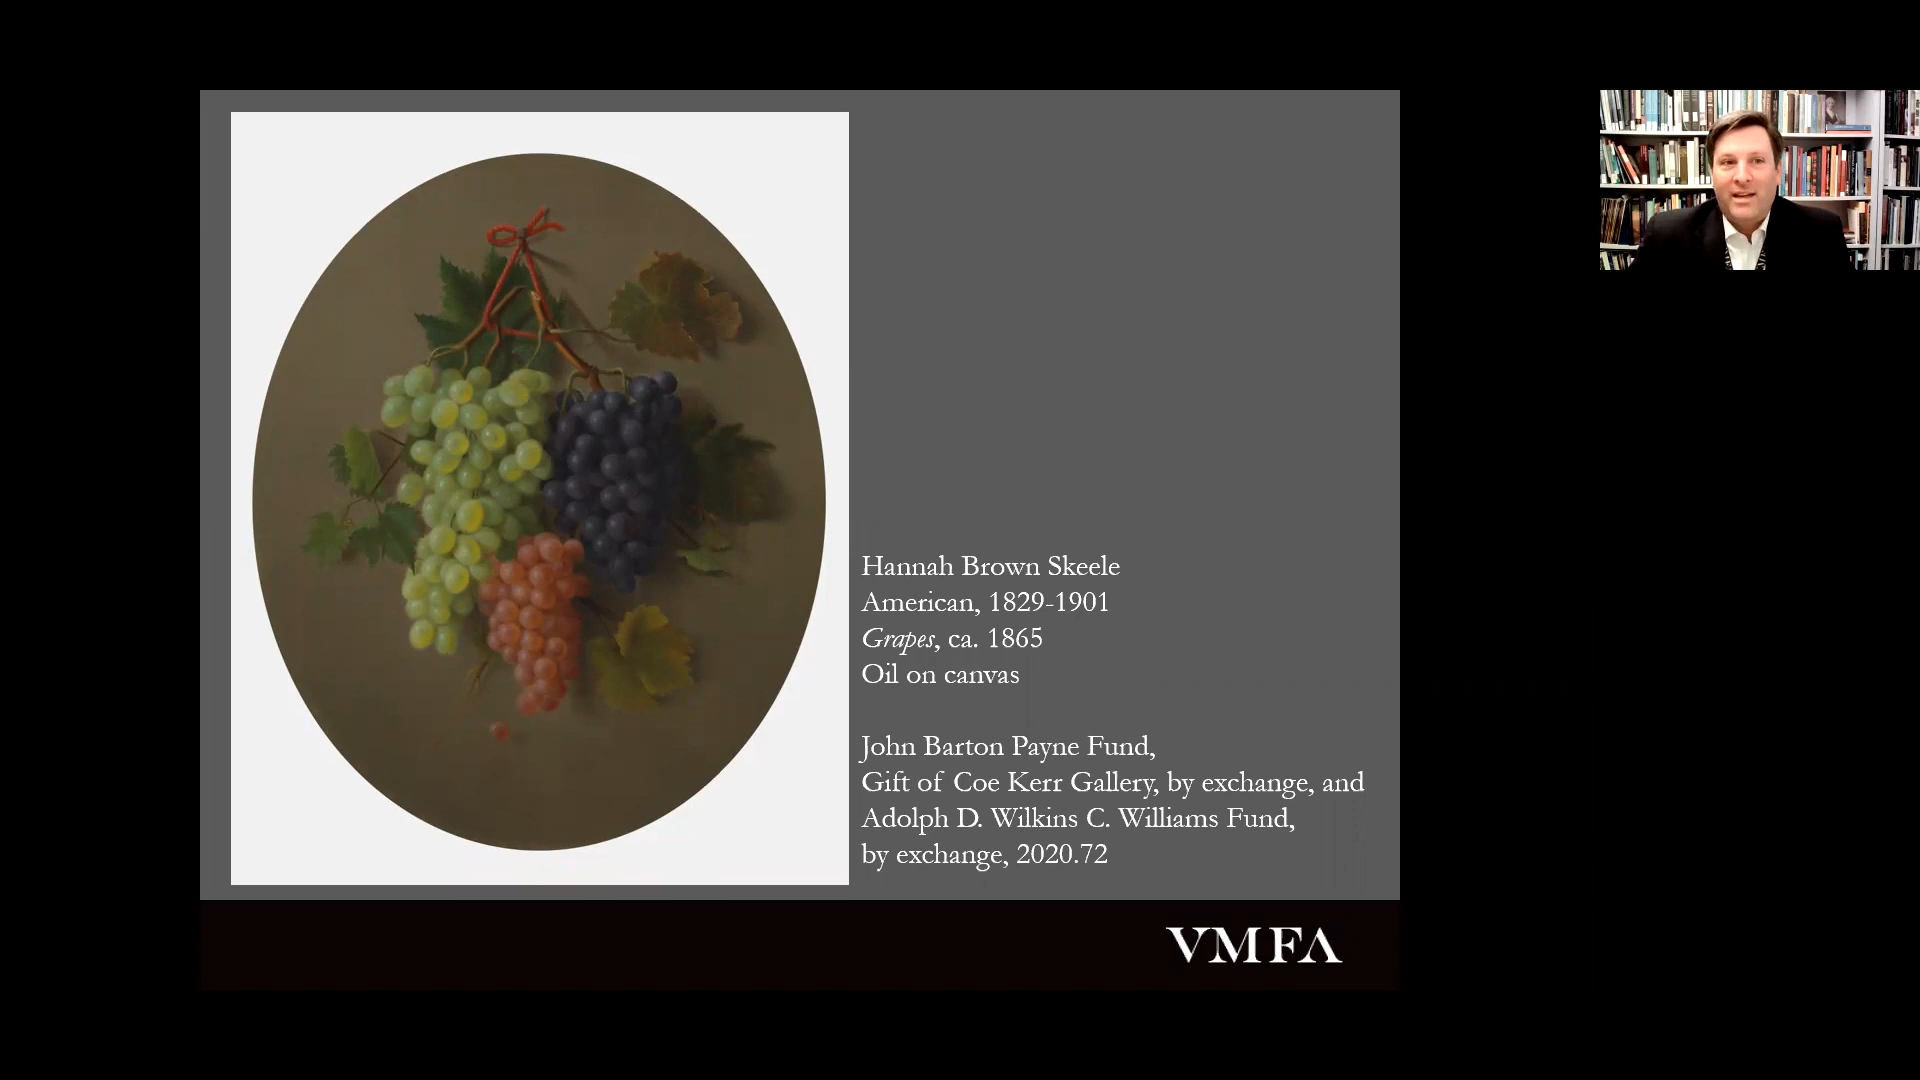 Hannah Brown Skeele
American, 1829-1901
Grapes, ca. 1865
Oil on canvas
John Barton Payne Fund,
Gift of Coe Kerr Gallery, by exchange, and
Adolph D. Wilkins C. Williams Fund,
by exchange, 2020.72
VMFA